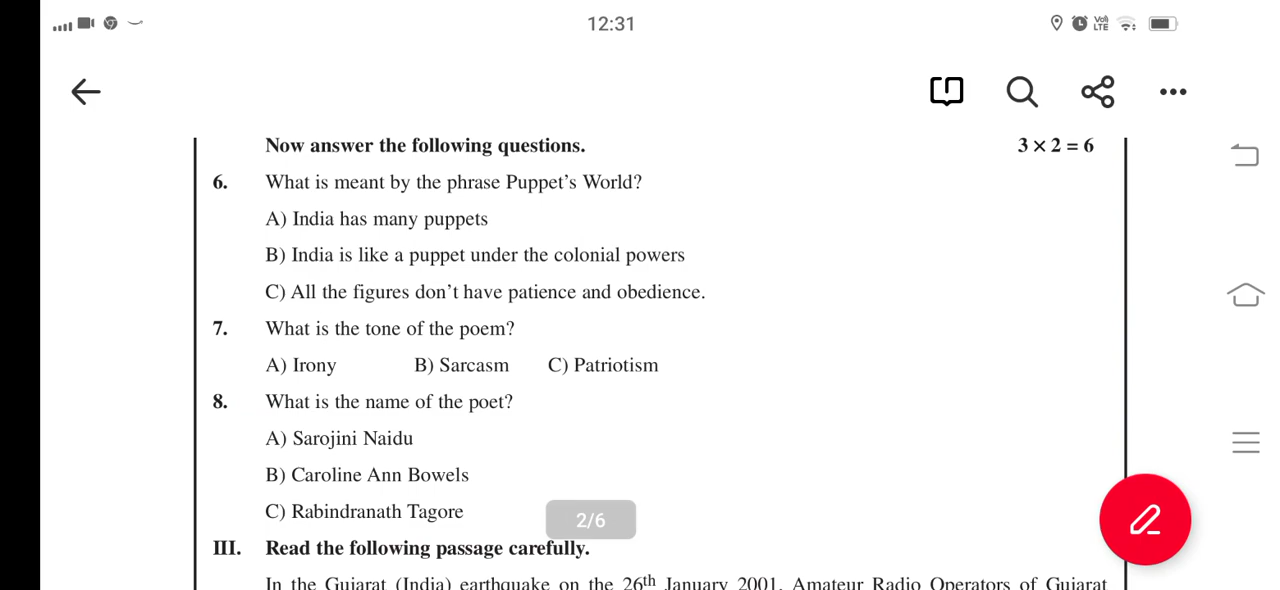 12:31
Vo) LTE
Now answer the following questions. 3 × 2 = 6
6. What is meant by the phrase Puppet's World?
A) India has many puppets
B) India is like a puppet under the colonial powers
C) All the figures don't have patience and obedience.
7. What is the tone of the poem?
A) Irony B) Sarcasm C) Patriotism
8. What is the name of the poet?
A) Sarojini Naidu
B) Caroline Ann Bowels
C) Rabindranath Tagore
2/6
III. Read the following passage carefully.
In the Gujarat (India) earthquake on the 26th January 2001, Amateur Radio Operators of Gujarat